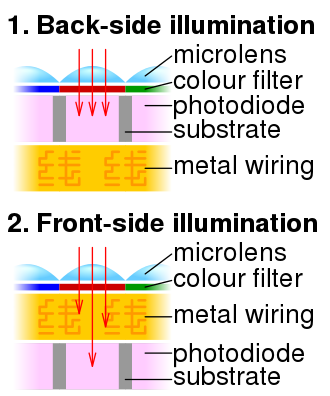 1. Back-side illumination
microlens
colour filter
photodiode
substrate
metal wiring
2. Front-side illumination
microlens
colour filter
metal wiring
photodiode
substrate